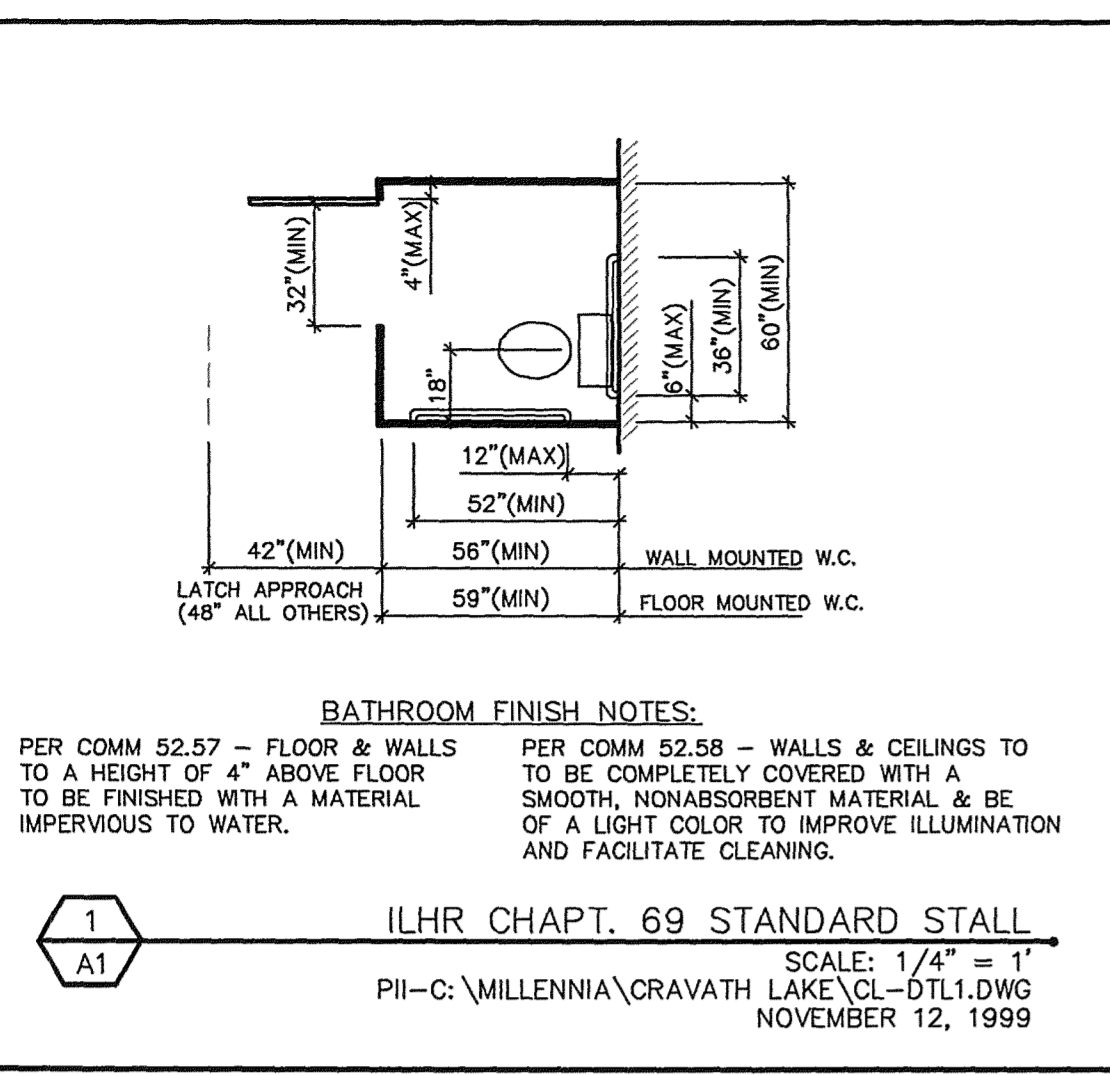 32"(MIN)
4"(MAX)
18"
6"(MAX)
36"(MIN)
60"(MIN)
12"(MAX)
52"(MIN)
42"(MIN)
56"(MIN)
WALL MOUNTED W.C.
LATCH APPROACH
(48" ALL OTHERS)
59"(MIN)
FLOOR MOUNTED W.C.
BATHROOM FINISH NOTES:
PER COMM 52.57 – FLOOR & WALLS
TO A HEIGHT OF 4" ABOVE FLOOR
TO BE FINISHED WITH A MATERIAL
IMPERVIOUS TO WATER.
PER COMM 52.58 – WALLS & CEILINGS TO
TO BE COMPLETELY COVERED WITH A
SMOOTH, NONABSORBENT MATERIAL & BE
OF A LIGHT COLOR TO IMPROVE ILLUMINATION
AND FACILITATE CLEANING.
1
A1
ILHR CHAPT. 69 STANDARD STALL
SCALE: 1/4" = 1'
PII–C:\MILLENNIA\CRAVATH LAKE\CL–DTL1.DWG
NOVEMBER 12, 1999